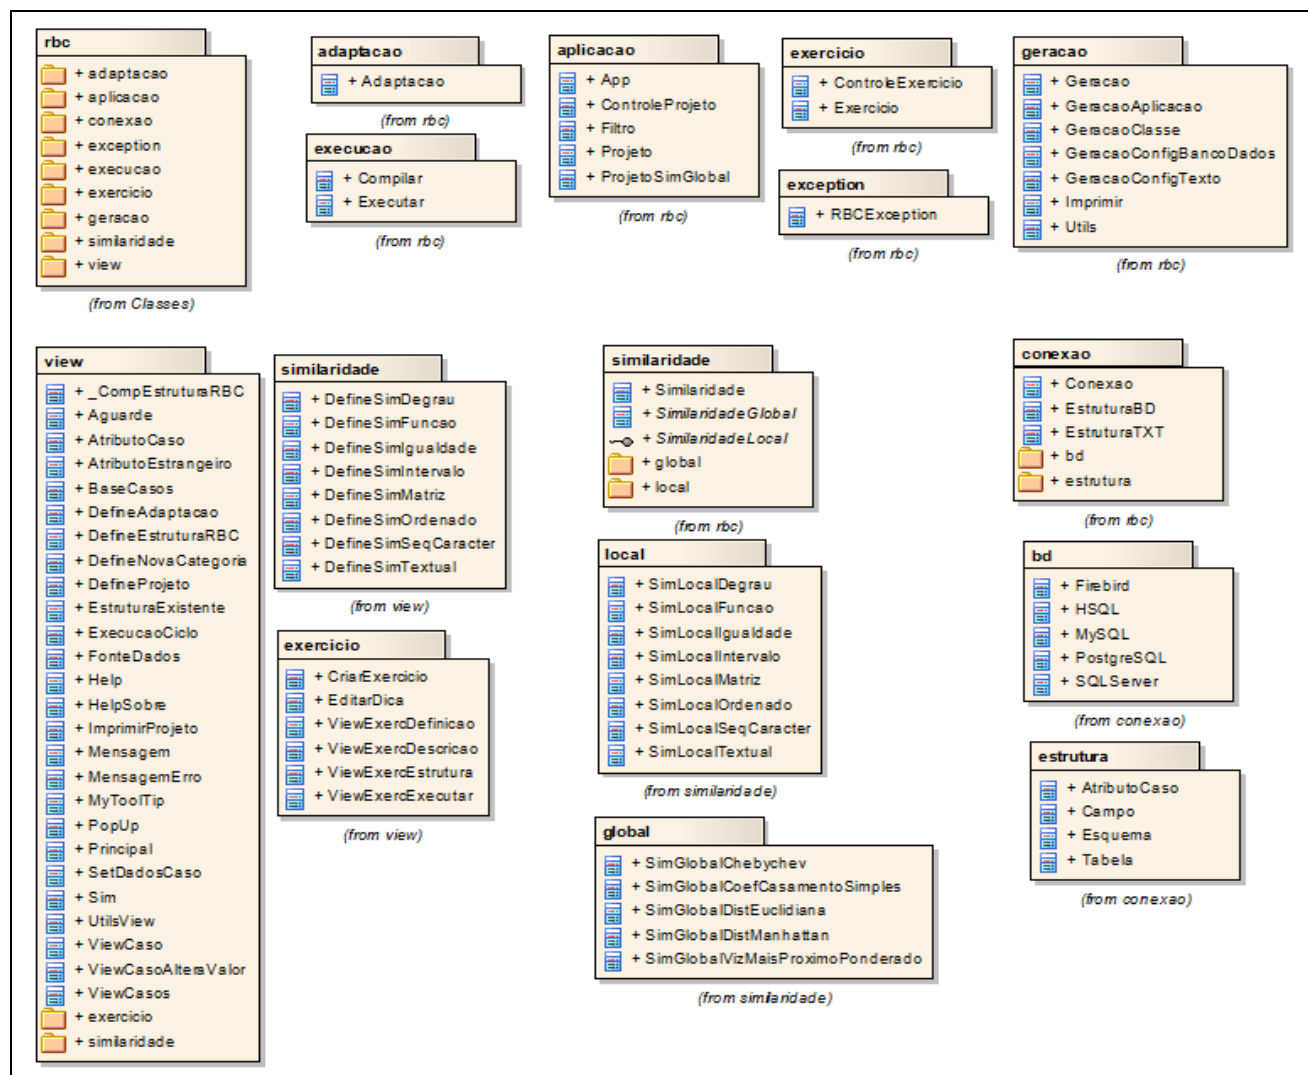 rbc
+ adaptacao
+ aplicacao
+ conexao
+ exception
+ execucao
+ exercicio
+ geracao
+ similaridade
+ view
(from Classes)
adaptacao
+ Adaptacao
(from rbc)
execucao
+ Compilar
+ Executar
(from rbc)
aplicacao
+ App
+ ControleProjeto
+ Filtro
+ Projeto
+ ProjetoSimGlobal
(from rbc)
exercicio
+ ControleExercicio
+ Exercicio
(from rbc)
exception
+ RBCException
(from rbc)
geracao
+ Geracao
+ GeracaoAplicacao
+ GeracaoClasse
+ GeracaoConfigBancoDados
+ GeracaoConfigTexto
+ Imprimir
+ Utils
(from rbc)
view
+ _CompEstruturaRBC
+ Aguarde
+ AtributoCaso
+ AtributoEstrangeiro
+ BaseCasos
+ DefineAdaptacao
+ DefineEstruturaRBC
+ DefineNovaCategoria
+ DefineProjeto
+ EstruturaExistente
+ ExecucaoCiclo
+ FonteDados
+ Help
+ HelpSobre
+ ImprimirProjeto
+ Mensagem
+ MensagemErro
+ MyToolTip
+ PopUp
+ Principal
+ SetDadosCaso
+ Sim
+ UtilsView
+ ViewCaso
+ ViewCasoAlteraValor
+ ViewCasos
+ exercicio
+ similaridade
similaridade
+ DefineSimDegrau
+ DefineSimFuncao
+ DefineSimIgualdade
+ DefineSimIntervalo
+ DefineSimMatriz
+ DefineSimOrdenado
+ DefineSimSeqCaracter
+ DefineSimTextual
(from view)
exercicio
+ CriarExercicio
+ EditarDica
+ ViewExercDefinicao
+ ViewExercDescricao
+ ViewExercEstrutura
+ ViewExercExecutar
(from view)
similaridade
+ Similaridade
+ SimilaridadeGlobal
+ SimilaridadeLocal
+ global
+ local
(from rbc)
local
+ SimLocalDegrau
+ SimLocalFuncao
+ SimLocalIgualdade
+ SimLocalIntervalo
+ SimLocalMatriz
+ SimLocalOrdenado
+ SimLocalSeqCaracter
+ SimLocalTextual
(from similaridade)
global
+ SimGlobalChebychev
+ SimGlobalCoefCasamentoSimples
+ SimGlobalDistEuclidiana
+ SimGlobalDistManhattan
+ SimGlobalVizMaisProximoPonderado
(from similaridade)
conexao
+ Conexao
+ EstruturaBD
+ EstruturaTXT
+ bd
+ estrutura
(from rbc)
bd
+ Firebird
+ HSQL
+ MySQL
+ PostgreSQL
+ SQLServer
(from conexao)
estrutura
+ AtributoCaso
+ Campo
+ Esquema
+ Tabela
(from conexao)